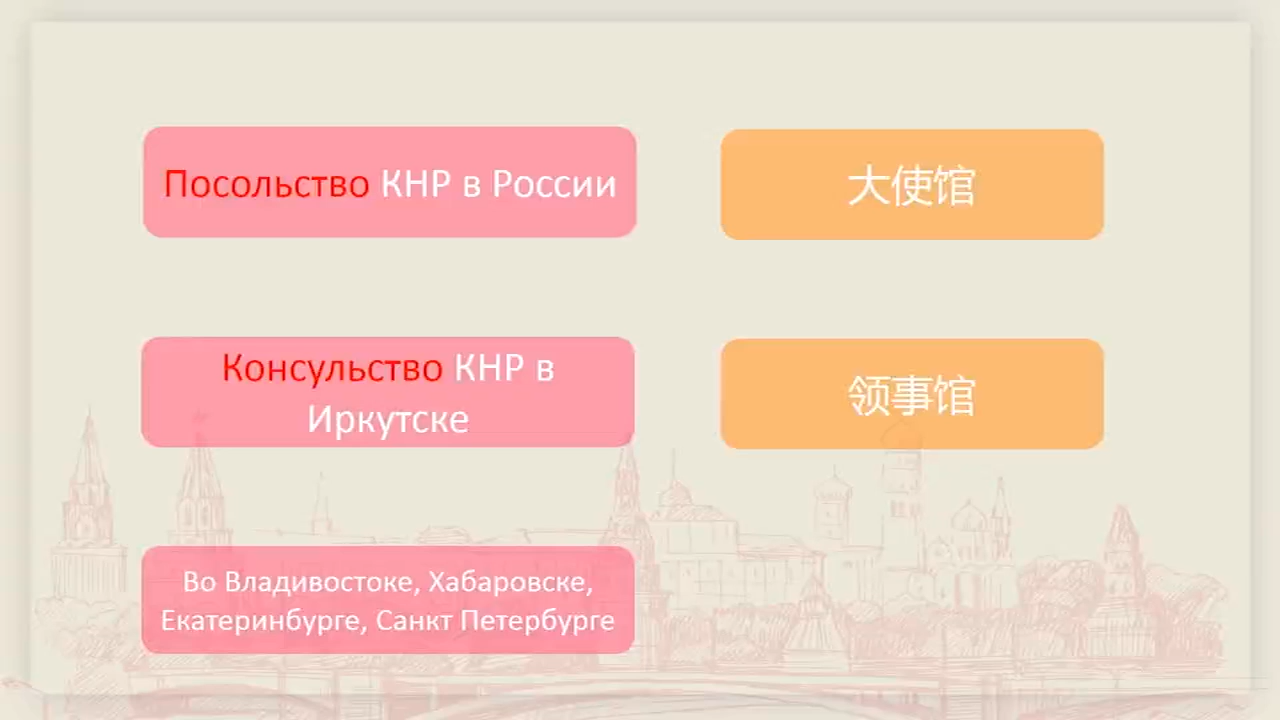 Посольство КНР в России
大使馆
Консульство КНР в
Иркутске
领事馆
Во Владивостоке, Хабаровске,
Екатеринбурге, Санкт Петербурге